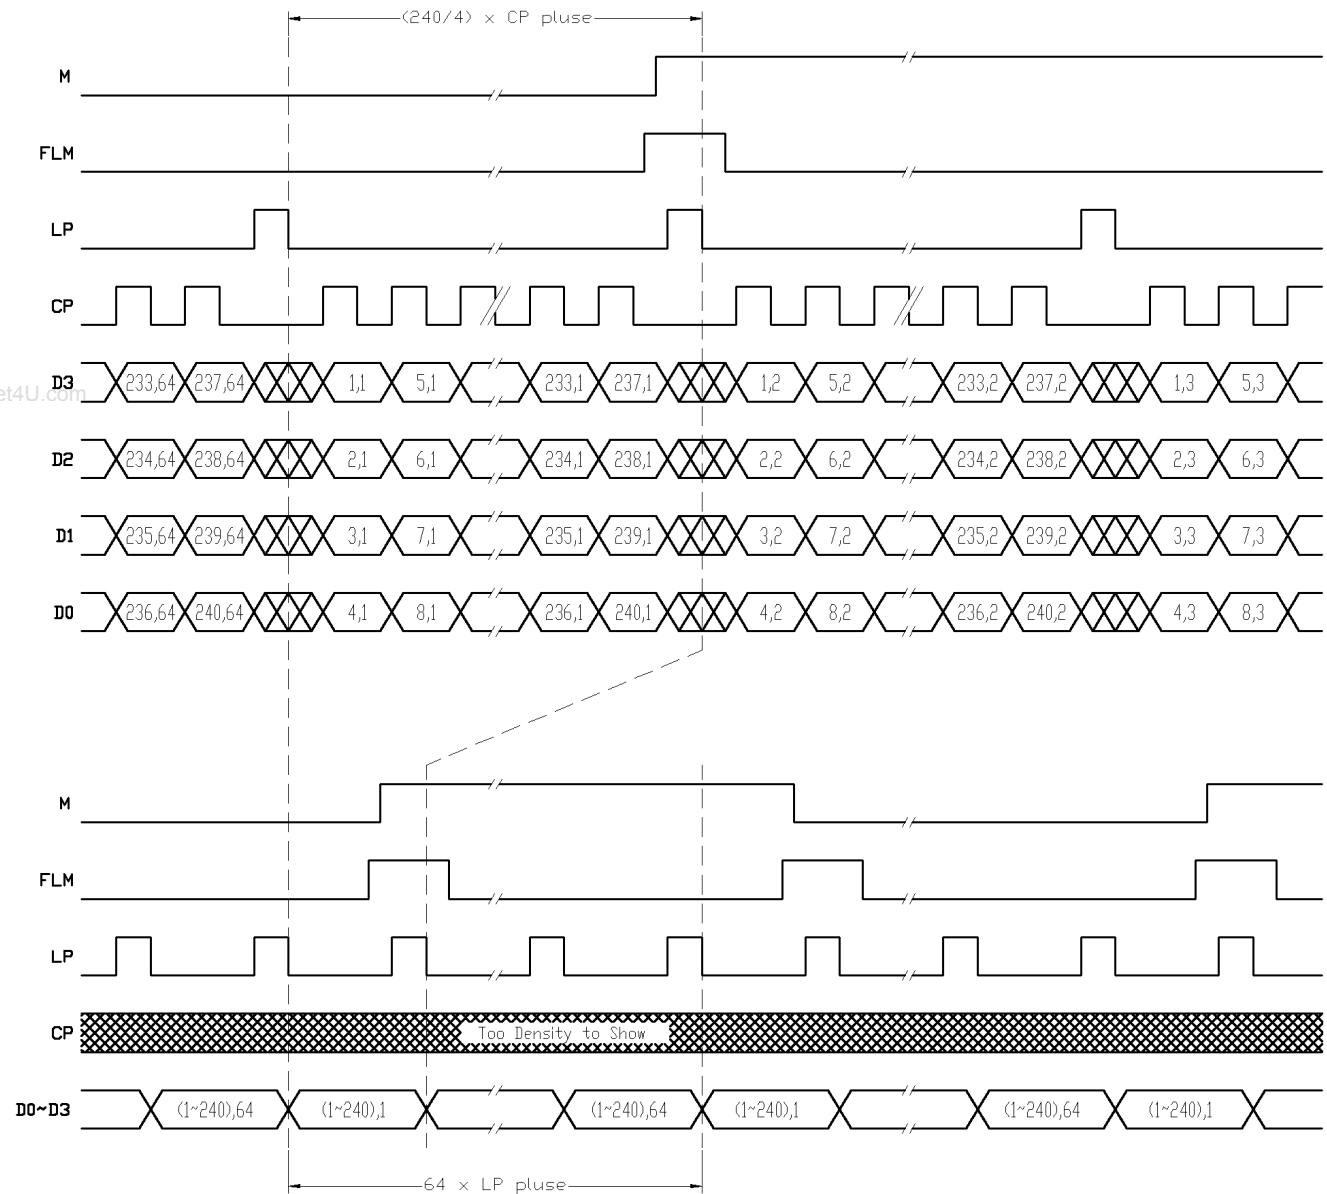 (240/4) x CP pluse
M
FLM
LP
CP
D3 233,64 237,64 1,1 5,1 233,1 237,1 1,2 5,2 233,2 237,2 1,3 5,3
et4U.com
D2 234,64 238,64 2,1 6,1 234,1 238,1 2,2 6,2 234,2 238,2 2,3 6,3
D1 235,64 239,64 3,1 7,1 235,1 239,1 3,2 7,2 235,2 239,2 3,3 7,3
D0 236,64 240,64 4,1 8,1 236,1 240,1 4,2 8,2 236,2 240,2 4,3 8,3
M
FLM
LP
CP Too Density to Show
D0~D3 (1~240),64 (1~240),1 (1~240),64 (1~240),1 (1~240),64 (1~240),1
64 x LP pluse